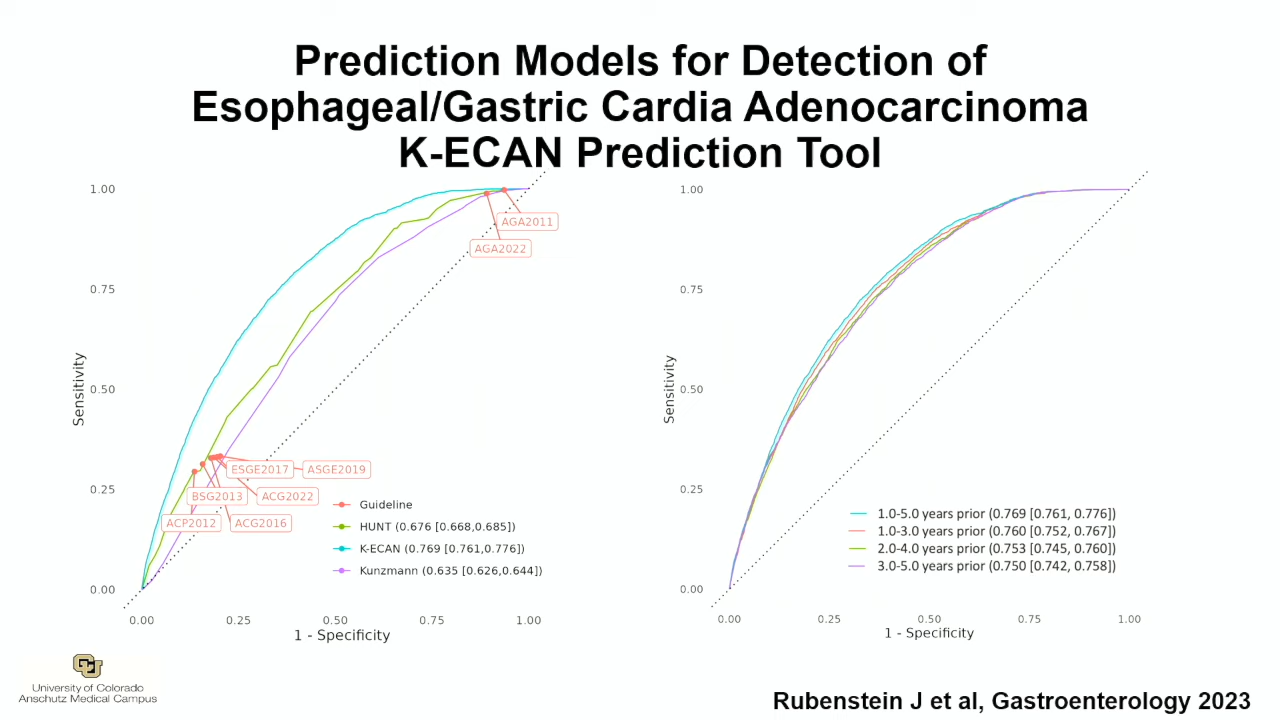 Prediction Models for Detection of
Esophageal/Gastric Cardia Adenocarcinoma
K-ECAN Prediction Tool
1.00
0.75
0.50
0.25
0.00
Sensitivity
0.00 0.25 0.50 0.75 1.00
1 - Specificity
AGA2011
AGA2022
ESGE2017
ASGE2019
BSG2013
ACG2022
ACP2012
ACG2016
Guideline
HUNT (0.676 [0.668,0.685])
K-ECAN (0.769 [0.761,0.776])
Kunzmann (0.635 [0.626,0.644])
1.00
0.75
0.50
0.25
0.00
Sensitivity
0.00 0.25 0.50 0.75 1.00
1 - Specificity
1.0-5.0 years prior (0.769 [0.761, 0.776])
1.0-3.0 years prior (0.760 [0.752, 0.767])
2.0-4.0 years prior (0.753 [0.745, 0.760])
3.0-5.0 years prior (0.750 [0.742, 0.758])
University of Colorado
Anschutz Medical Campus
Rubenstein J et al, Gastroenterology 2023